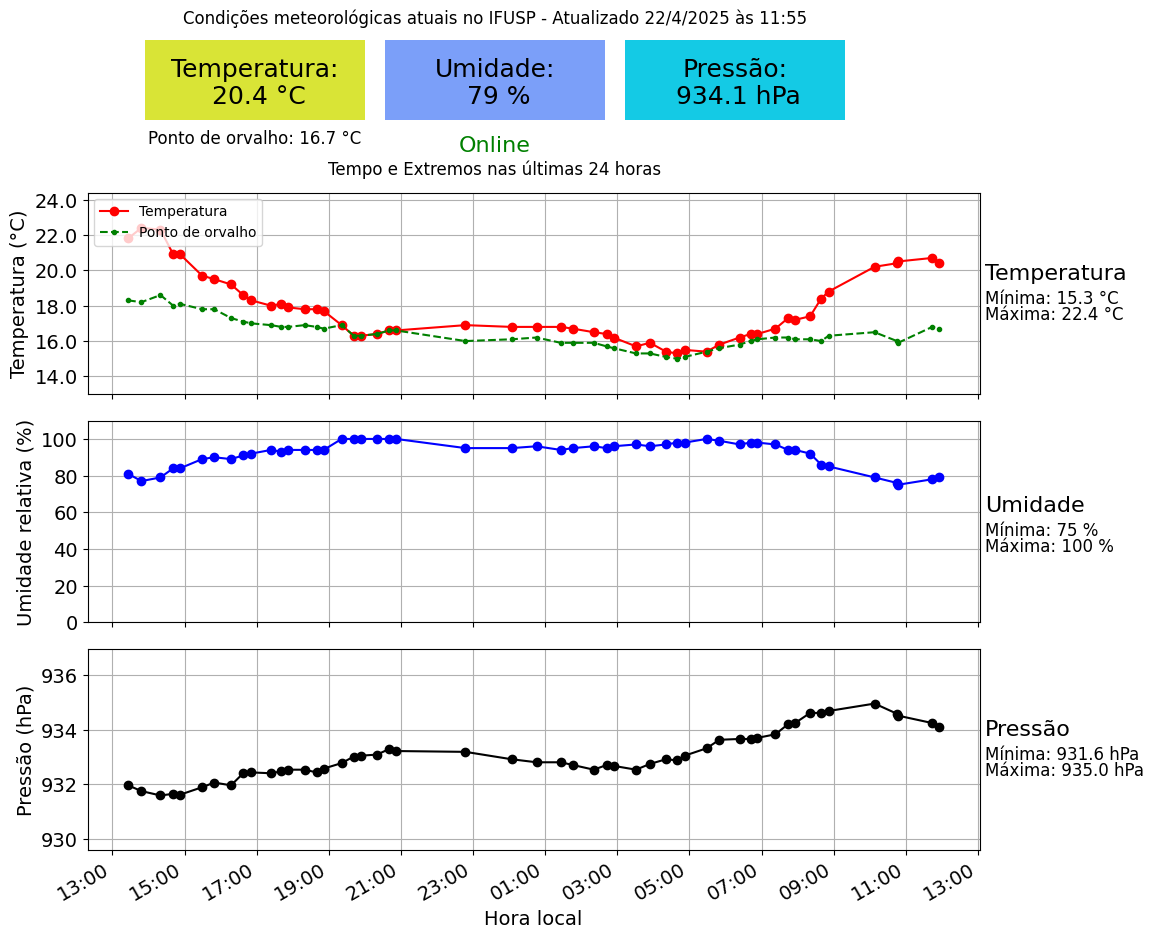 Condições meteorológicas atuais no IFUSP - Atualizado 22/4/2025 às 11:55
Temperatura:
20.4 °C
Umidade:
79 %
Pressão:
934.1 hPa
Ponto de orvalho: 16.7 °C
Online
Tempo e Extremos nas últimas 24 horas
Temperatura (°C)
24.0
22.0
20.0
18.0
16.0
14.0
Temperatura
Ponto de orvalho
Temperatura
Mínima: 15.3 °C
Máxima: 22.4 °C
Umidade relativa (%)
100
80
60
40
20
0
Umidade
Mínima: 75 %
Máxima: 100 %
Pressão (hPa)
936
934
932
930
Pressão
Mínima: 931.6 hPa
Máxima: 935.0 hPa
13:00 15:00 17:00 19:00 21:00 23:00 01:00 03:00 05:00 07:00 09:00 11:00 13:00
Hora local